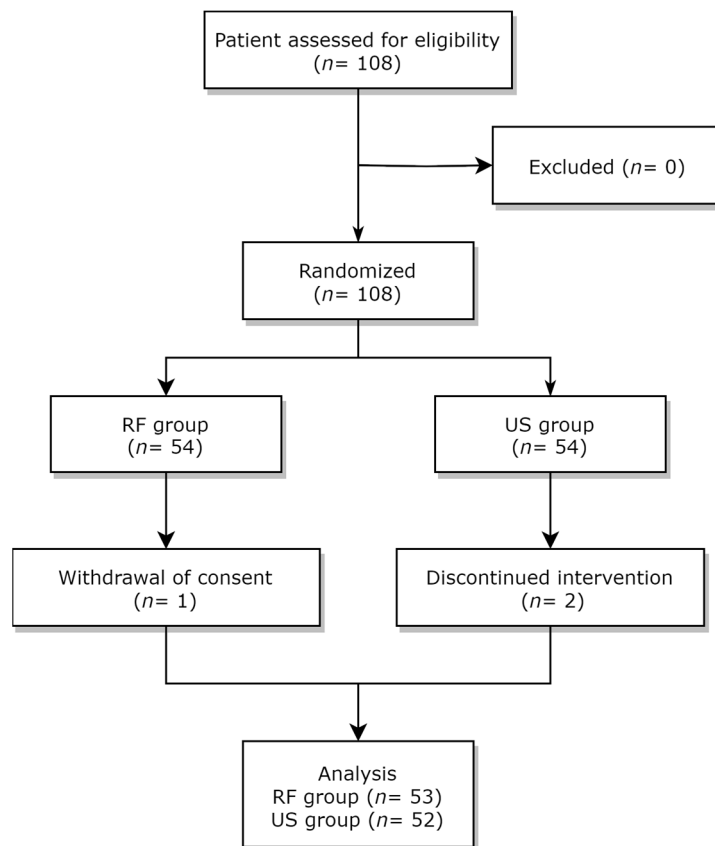 Patient assessed for eligibility
(n= 108)
Excluded (n= 0)
Randomized
(n= 108)
RF group
(n= 54)
US group
(n= 54)
Withdrawal of consent
(n= 1)
Discontinued intervention
(n= 2)
Analysis
RF group (n= 53)
US group (n= 52)